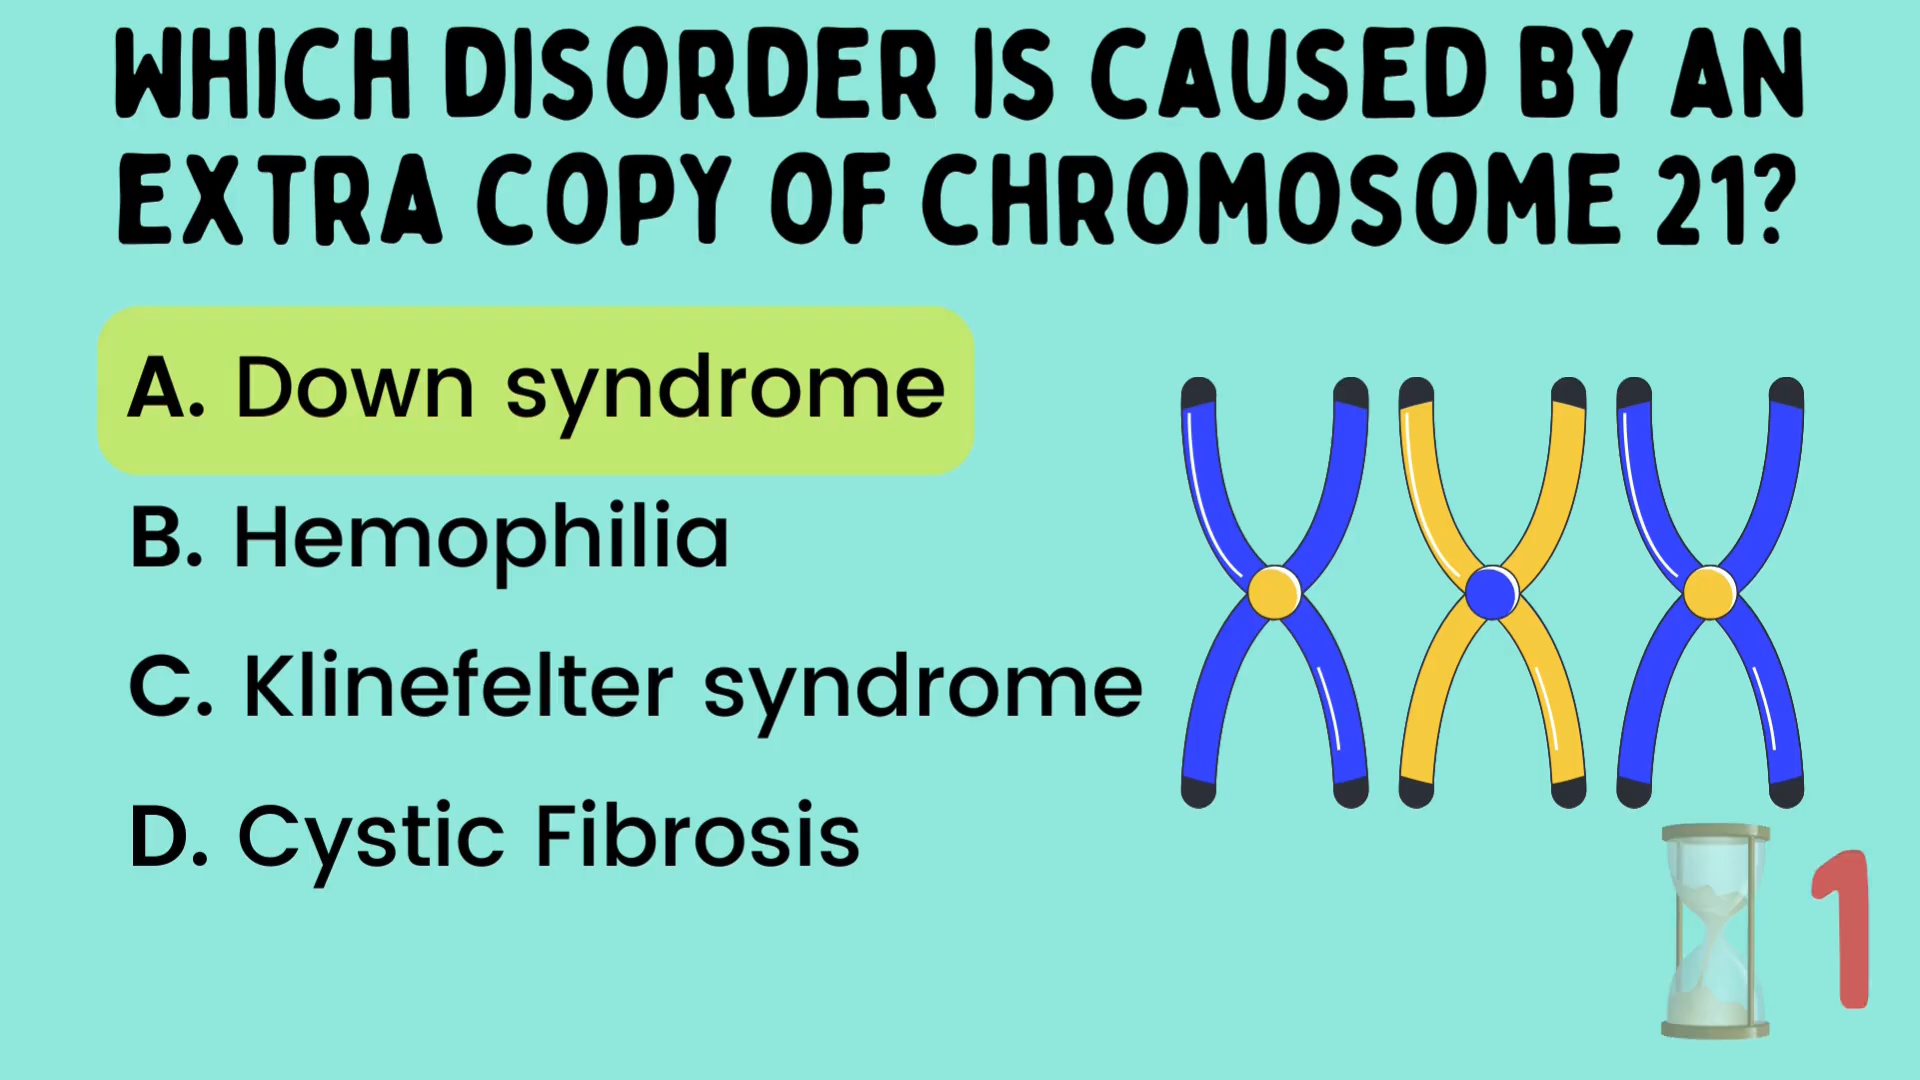 WHICH DISORDER IS CAUSED BY AN
EXTRA COPY OF CHROMOSOME 21?
A. Down syndrome
B. Hemophilia
C. Klinefelter syndrome
D. Cystic Fibrosis
1